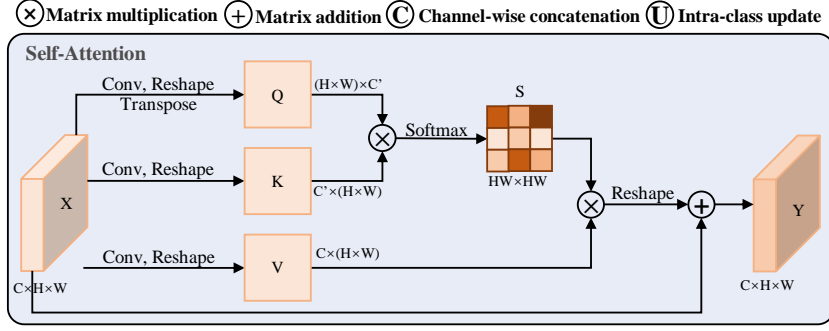 × Matrix multiplication + Matrix addition C Channel-wise concatenation U Intra-class update
Self-Attention
Conv, Reshape
Transpose
Q
(H×W)×C'
S
X
Conv, Reshape
K
C'×(H×W)
×
Softmax
HW×HW
Conv, Reshape
V
C×(H×W)
×
Reshape
+
Y
C×H×W
C×H×W